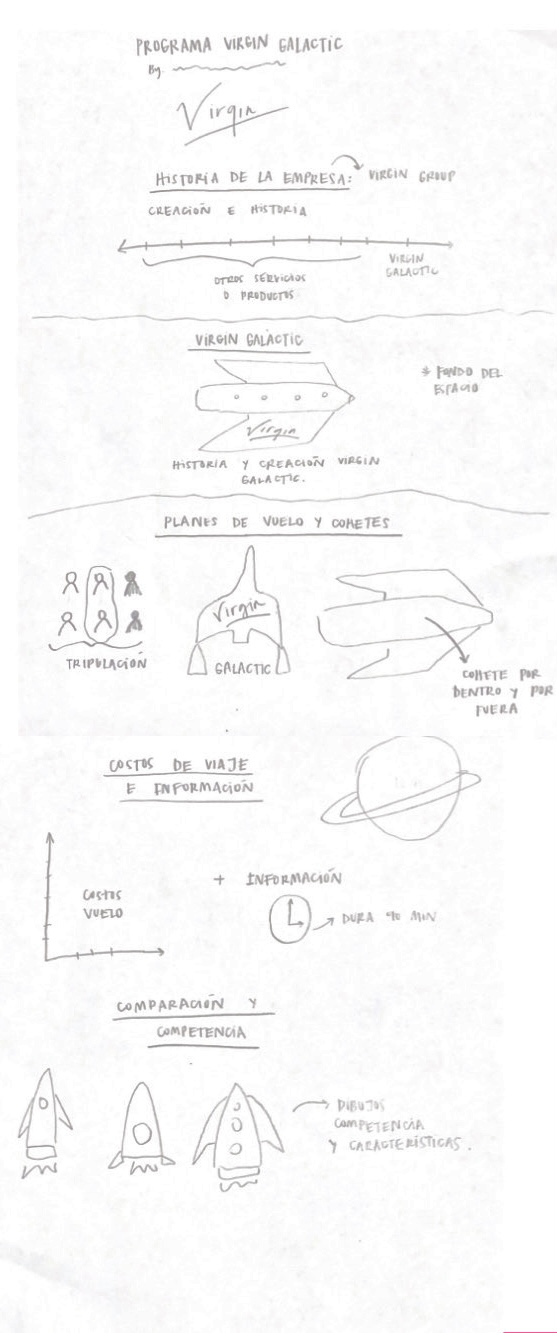 PROGRAMA VIRGIN GALACTIC
By.
Virgin
HISTORIA DE LA EMPRESA: VIRGIN GROUP
CREACIÓN E HISTORIA
VIRGIN
GALACTIC
OTROS SERVICIOS
O PRODUCTOS
VIRGIN GALACTIC
* FONDO DEL
ESPACIO
Virgin
HISTORIA Y CREACIÓN VIRGIN
GALACTIC.
PLANES DE VUELO Y COHETES
Virgin
GALACTIC
TRIPULACIÓN
COHETE POR
DENTRO Y POR
FUERA
COSTOS DE VIAJE
E INFORMACIÓN
COSTOS
VUELO
+ INFORMACIÓN
DURA 90 MIN
COMPARACIÓN Y
COMPETENCIA
DIBUJOS
COMPETENCIA
Y CARACTERÍSTICAS.